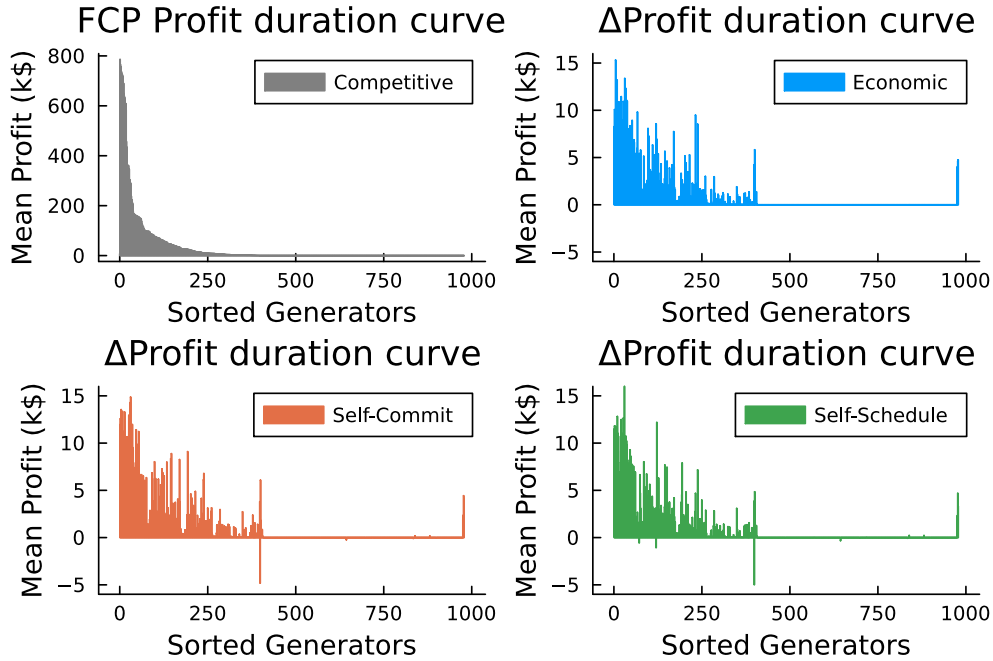 FCP Profit duration curve
Mean Profit (k$)
800
600
400
200
0
Competitive
0 250 500 750 1000
Sorted Generators
ΔProfit duration curve
Mean Profit (k$)
15
10
5
0
−5
Economic
0 250 500 750 1000
Sorted Generators
ΔProfit duration curve
Mean Profit (k$)
15
10
5
0
−5
Self-Commit
0 250 500 750 1000
Sorted Generators
ΔProfit duration curve
Mean Profit (k$)
15
10
5
0
−5
Self-Schedule
0 250 500 750 1000
Sorted Generators